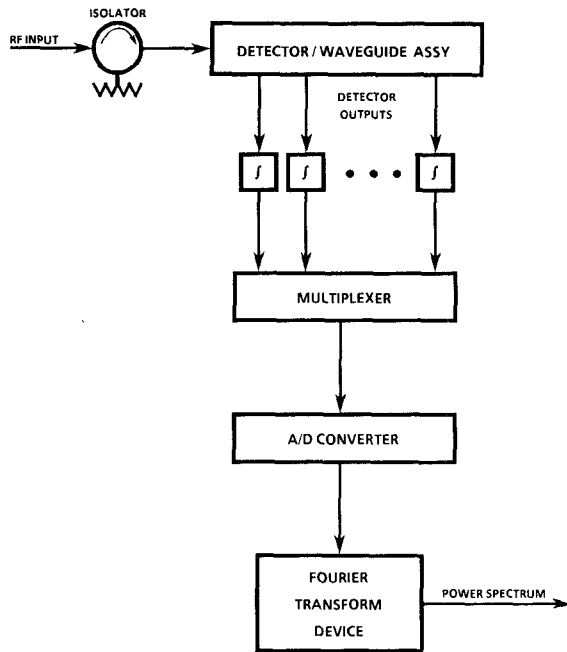 ISOLATOR
RF INPUT
DETECTOR / WAVEGUIDE ASSY
DETECTOR
OUTPUTS
∫ ∫ • • • ∫
MULTIPLEXER
A/D CONVERTER
FOURIER
TRANSFORM
DEVICE
POWER SPECTRUM